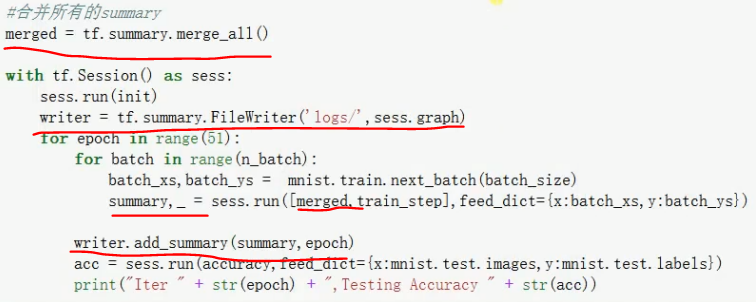 #合并所有的summary
merged = tf.summary.merge_all()
with tf.Session() as sess:
    sess.run(init)
    writer = tf.summary.FileWriter('logs/',sess.graph)
    for epoch in range(51):
        for batch in range(n_batch):
            batch_xs,batch_ys =  mnist.train.next_batch(batch_size)
            summary,_ = sess.run([merged,train_step],feed_dict={x:batch_xs,y:batch_ys})
        writer.add_summary(summary,epoch)
        acc = sess.run(accuracy,feed_dict={x:mnist.test.images,y:mnist.test.labels})
        print("Iter " + str(epoch) + ",Testing Accuracy " + str(acc))